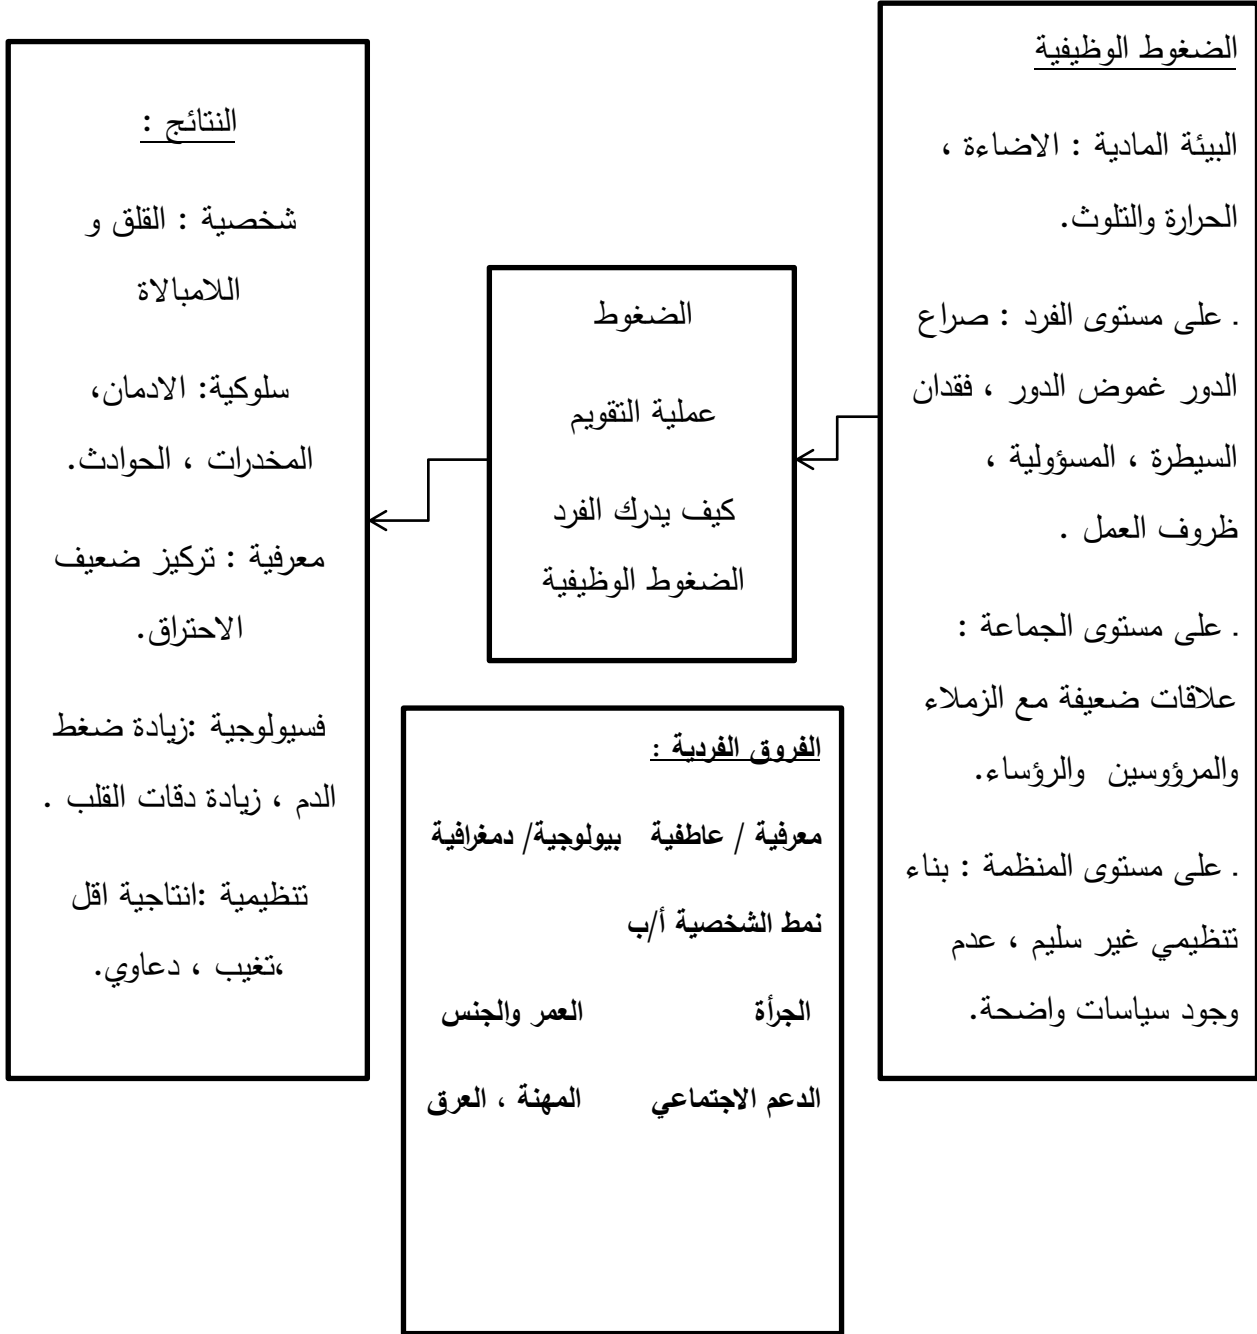 الضغوط الوظيفية
البيئة المادية : الاضاءة ،
الحرارة والتلوث.
. على مستوى الفرد : صراع
الدور غموض الدور ، فقدان
السيطرة ، المسؤولية ،
ظروف العمل .
. على مستوى الجماعة :
علاقات ضعيفة مع الزملاء
والمرؤوسين والرؤساء.
. على مستوى المنظمة : بناء
تنظيمي غير سليم ، عدم
وجود سياسات واضحة.
الضغوط
عملية التقويم
كيف يدرك الفرد
الضغوط الوظيفية
الفروق الفردية :
معرفية / عاطفية بيولوجية/ دمغرافية
نمط الشخصية أ/ب
الجرأة العمر والجنس
الدعم الاجتماعي المهنة ، العرق
النتائج :
شخصية : القلق و
اللامبالاة
سلوكية: الادمان،
المخدرات ، الحوادث.
معرفية : تركيز ضعيف
الاحتراق.
فسيولوجية :زيادة ضغط
الدم ، زيادة دقات القلب .
تنظيمية :انتاجية اقل
،تغيب ، دعاوي.